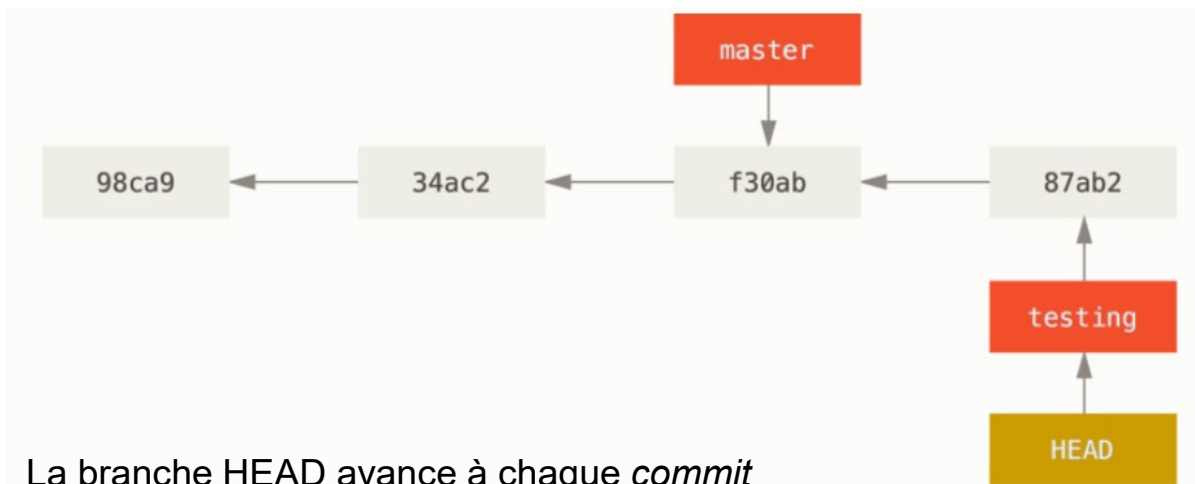 master
98ca9 34ac2 f30ab 87ab2
testing
HEAD
La branche HEAD avance à chaque commit